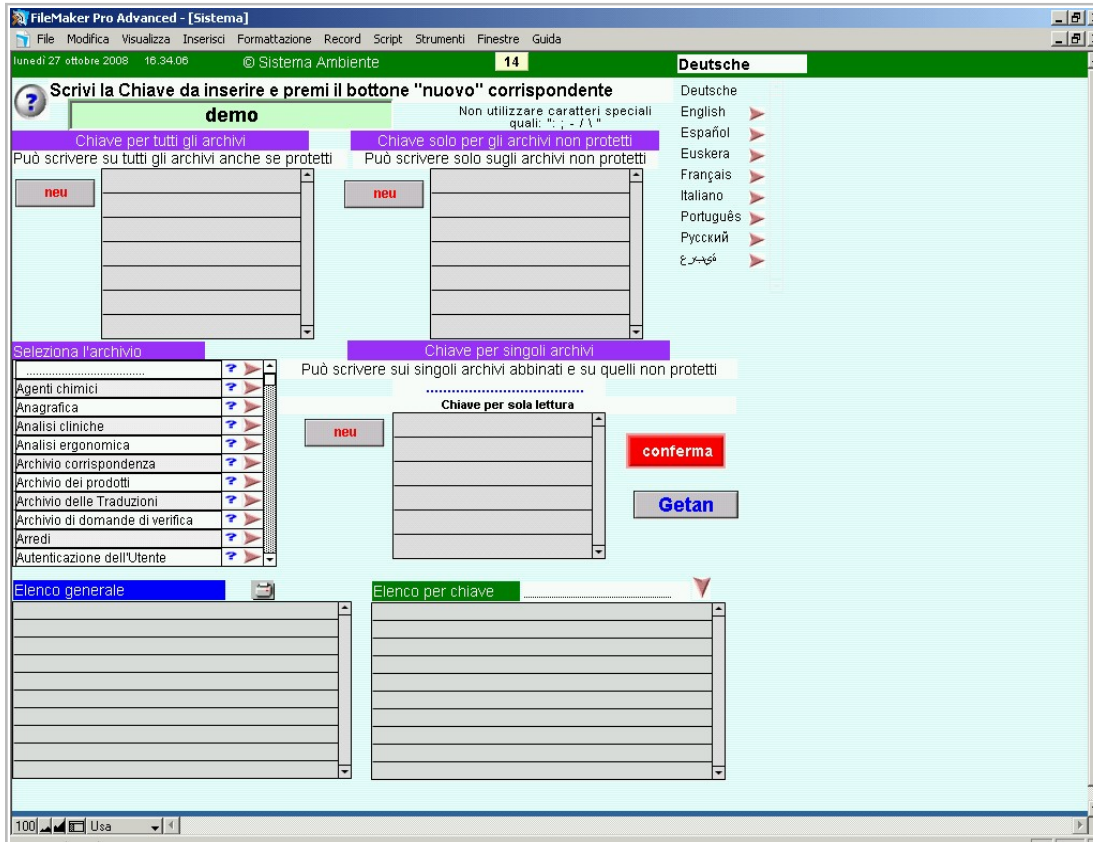 FileMaker Pro Advanced - [Sistema]
File Modifica Visualizza Inserisci Formattazione Record Script Strumenti Finestre Guida
lunedì 27 ottobre 2008 16.34.06 © Sistema Ambiente 14 Deutsche
Scrivi la Chiave da inserire e premi il bottone "nuovo" corrispondente
demo
Non utilizzare caratteri speciali
quali: ": ; - / \ "
Deutsche
English
Español
Euskera
Français
Italiano
Português
Русский
Chiave per tutti gli archivi
Può scrivere su tutti gli archivi anche se protetti
neu
Chiave solo per gli archivi non protetti
Può scrivere solo sugli archivi non protetti
neu
Seleziona l'archivio
Agenti chimici ?
Anagrafica ?
Analisi cliniche ?
Analisi ergonomica ?
Archivio corrispondenza ?
Archivio dei prodotti ?
Archivio delle Traduzioni ?
Archivio di domande di verifica ?
Arredi ?
Autenticazione dell'Utente ?
Chiave per singoli archivi
Può scrivere sui singoli archivi abbinati e su quelli non protetti
Chiave per sola lettura
neu
conferma
Getan
Elenco generale
Elenco per chiave
100 Usa